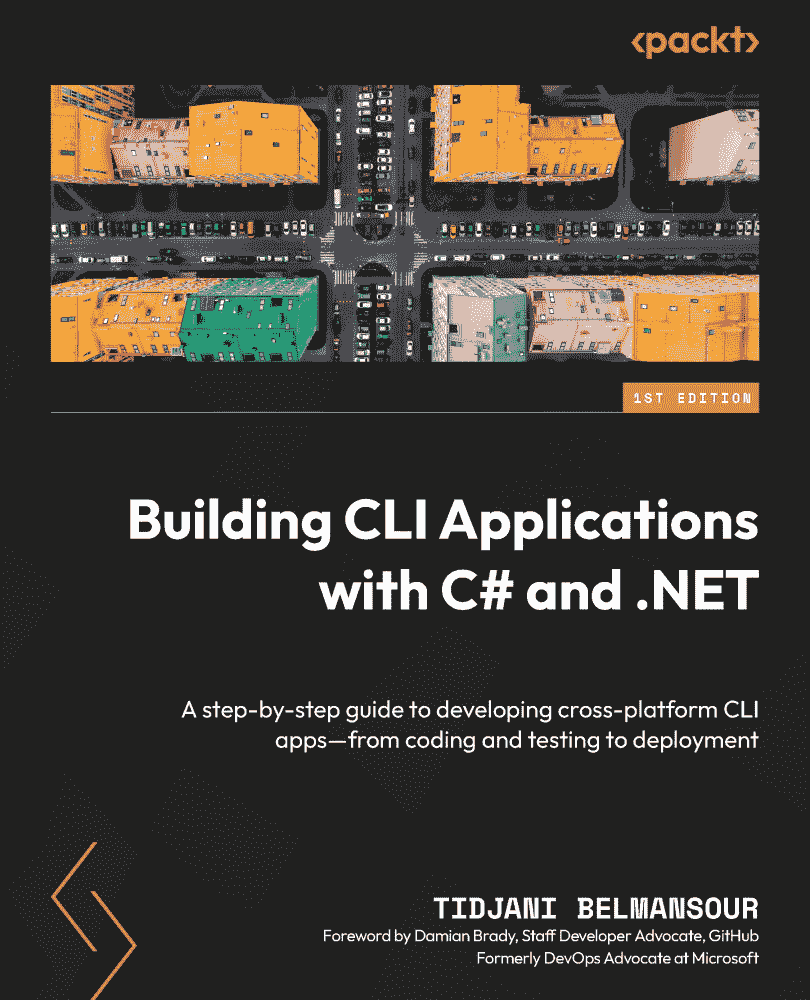 <packt>
1ST EDITION
Building CLI Applications
with C# and .NET
A step-by-step guide to developing cross-platform CLI
apps—from coding and testing to deployment
TIDJANI BELMANSOUR
Foreword by Damian Brady, Staff Developer Advocate, GitHub
Formerly DevOps Advocate at Microsoft